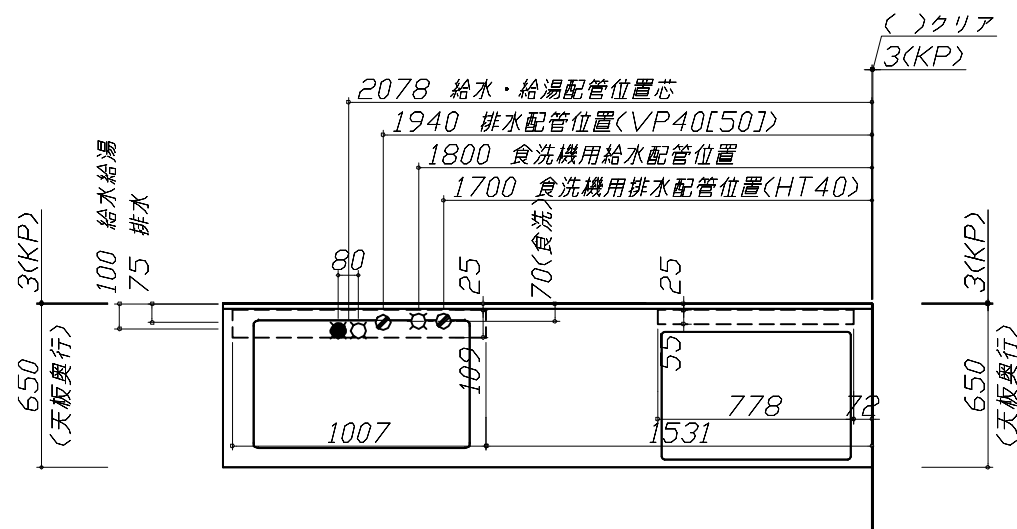 ( )クリア
3(KP)
2078 給水・給湯配管位置芯
1940 排水配管位置(VP40[50])
1800 食洗機用給水配管位置
1700 食洗機用排水配管位置(HT40)
100 給水給湯
75 排水
3(KP)
80
25
70(食洗)
25
3(KP)
650
(天板奥行)
109
55
650
(天板奥行)
778
72
1007
1531